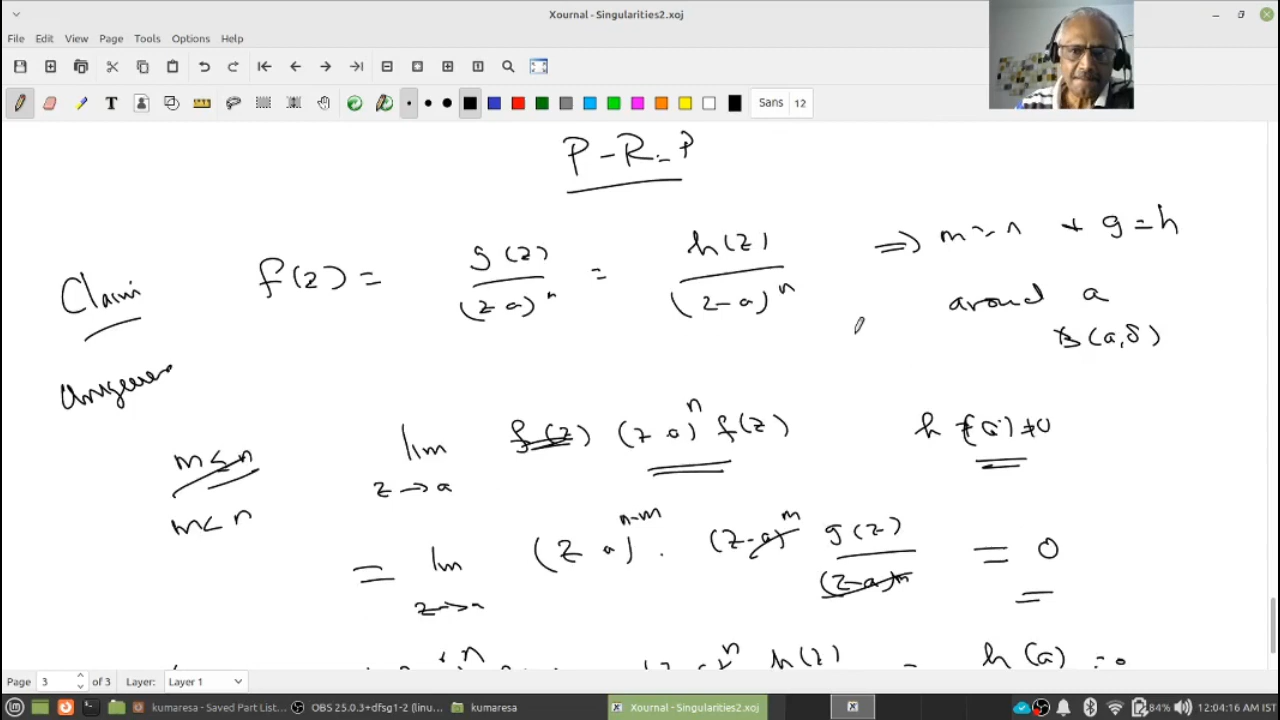 Xournal - Singularities2.xoj
File Edit View Page Tools Options Help
Sans 12
P-R-P
Claim f(z) = g(z) / (z-a)^m = h(z) / (z-a)^n ⇒ m = n + g = h
around a
B(a,δ)
m ≤ n lim z→a f(z) (z-a)^n f(z) h(a) ≠ 0
m < n
= lim z→a (z-a)^{n-m} . (z-a)^m g(z) / (z-a)^m = 0
h(z) = h(a)
Page 3 of 3 Layer: Layer 1
kumaresa - Saved Part List... OBS 25.0.3+dfsg1-2 (linu... kumaresa Xournal - Singularities2.xoj 84% 12:04:16 AM IST